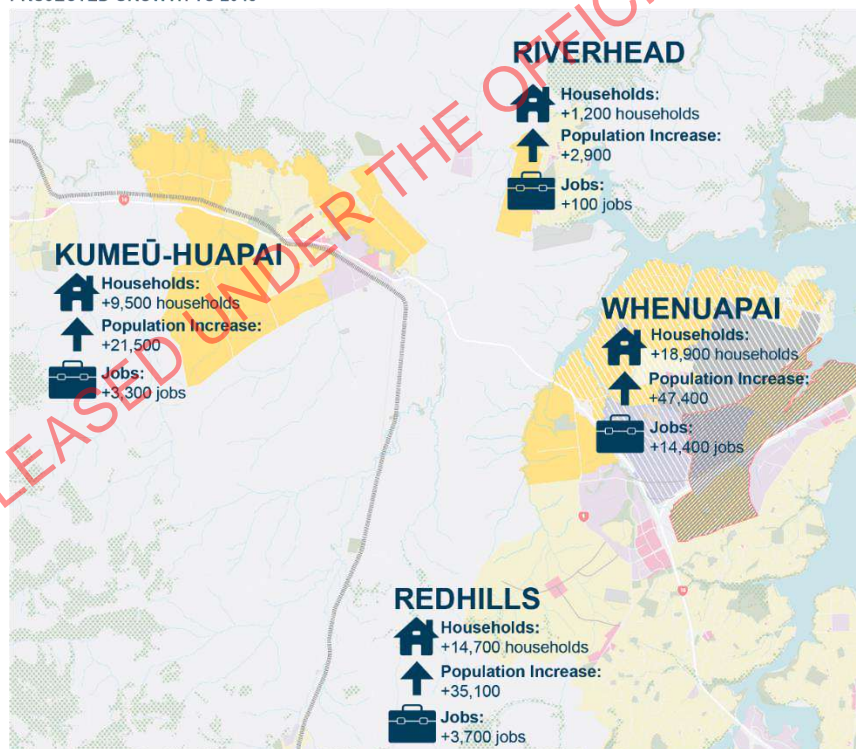 RIVERHEAD
Households:
+1,200 households
Population Increase:
+2,900
Jobs:
+100 jobs
KUMEŪ-HUAPAI
Households:
+9,500 households
Population Increase:
+21,500
Jobs:
+3,300 jobs
WHENUAPAI
Households:
+18,900 households
Population Increase:
+47,400
Jobs:
+14,400 jobs
REDHILLS
Households:
+14,700 households
Population Increase:
+35,100
Jobs:
+3,700 jobs
LEASED UNDER THE OFFIC
16